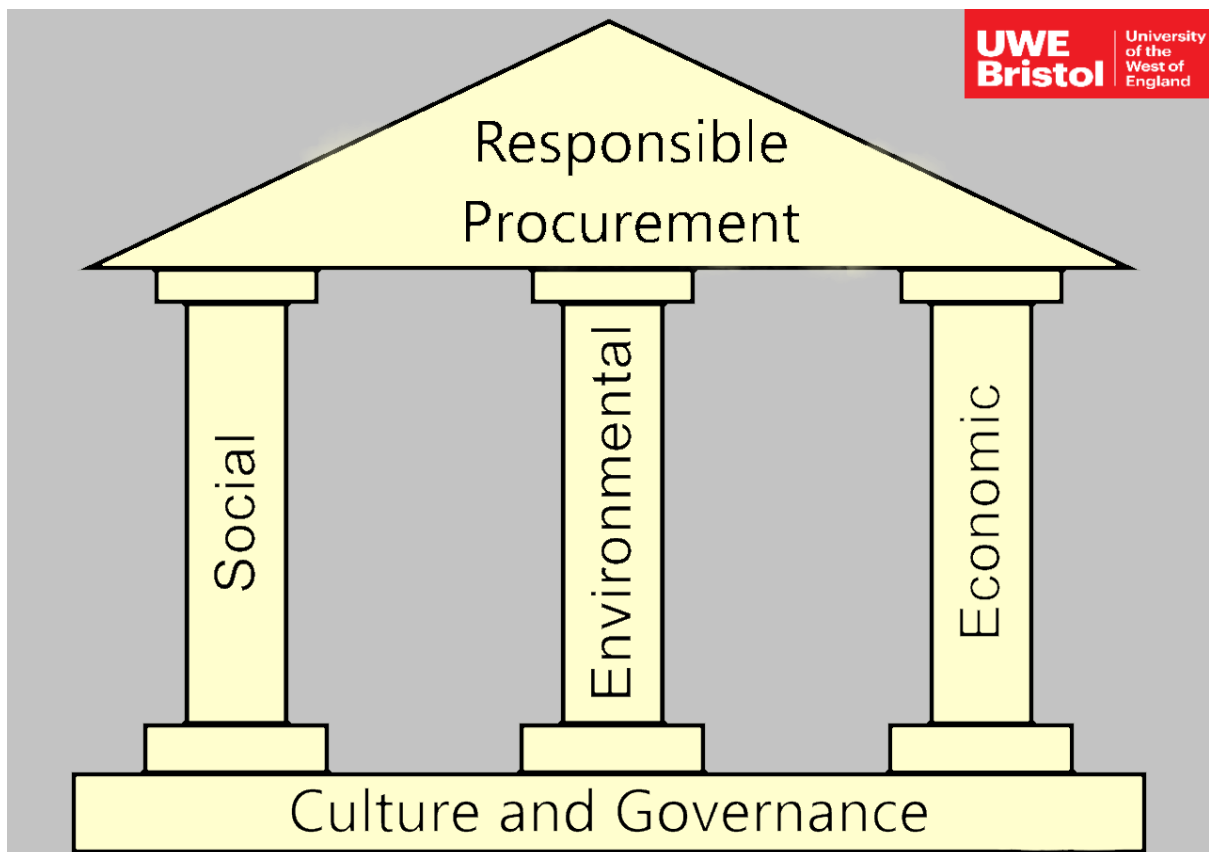 UWE
Bristol
University
of the
West of
England
Responsible
Procurement
Social
Environmental
Economic
Culture and Governance